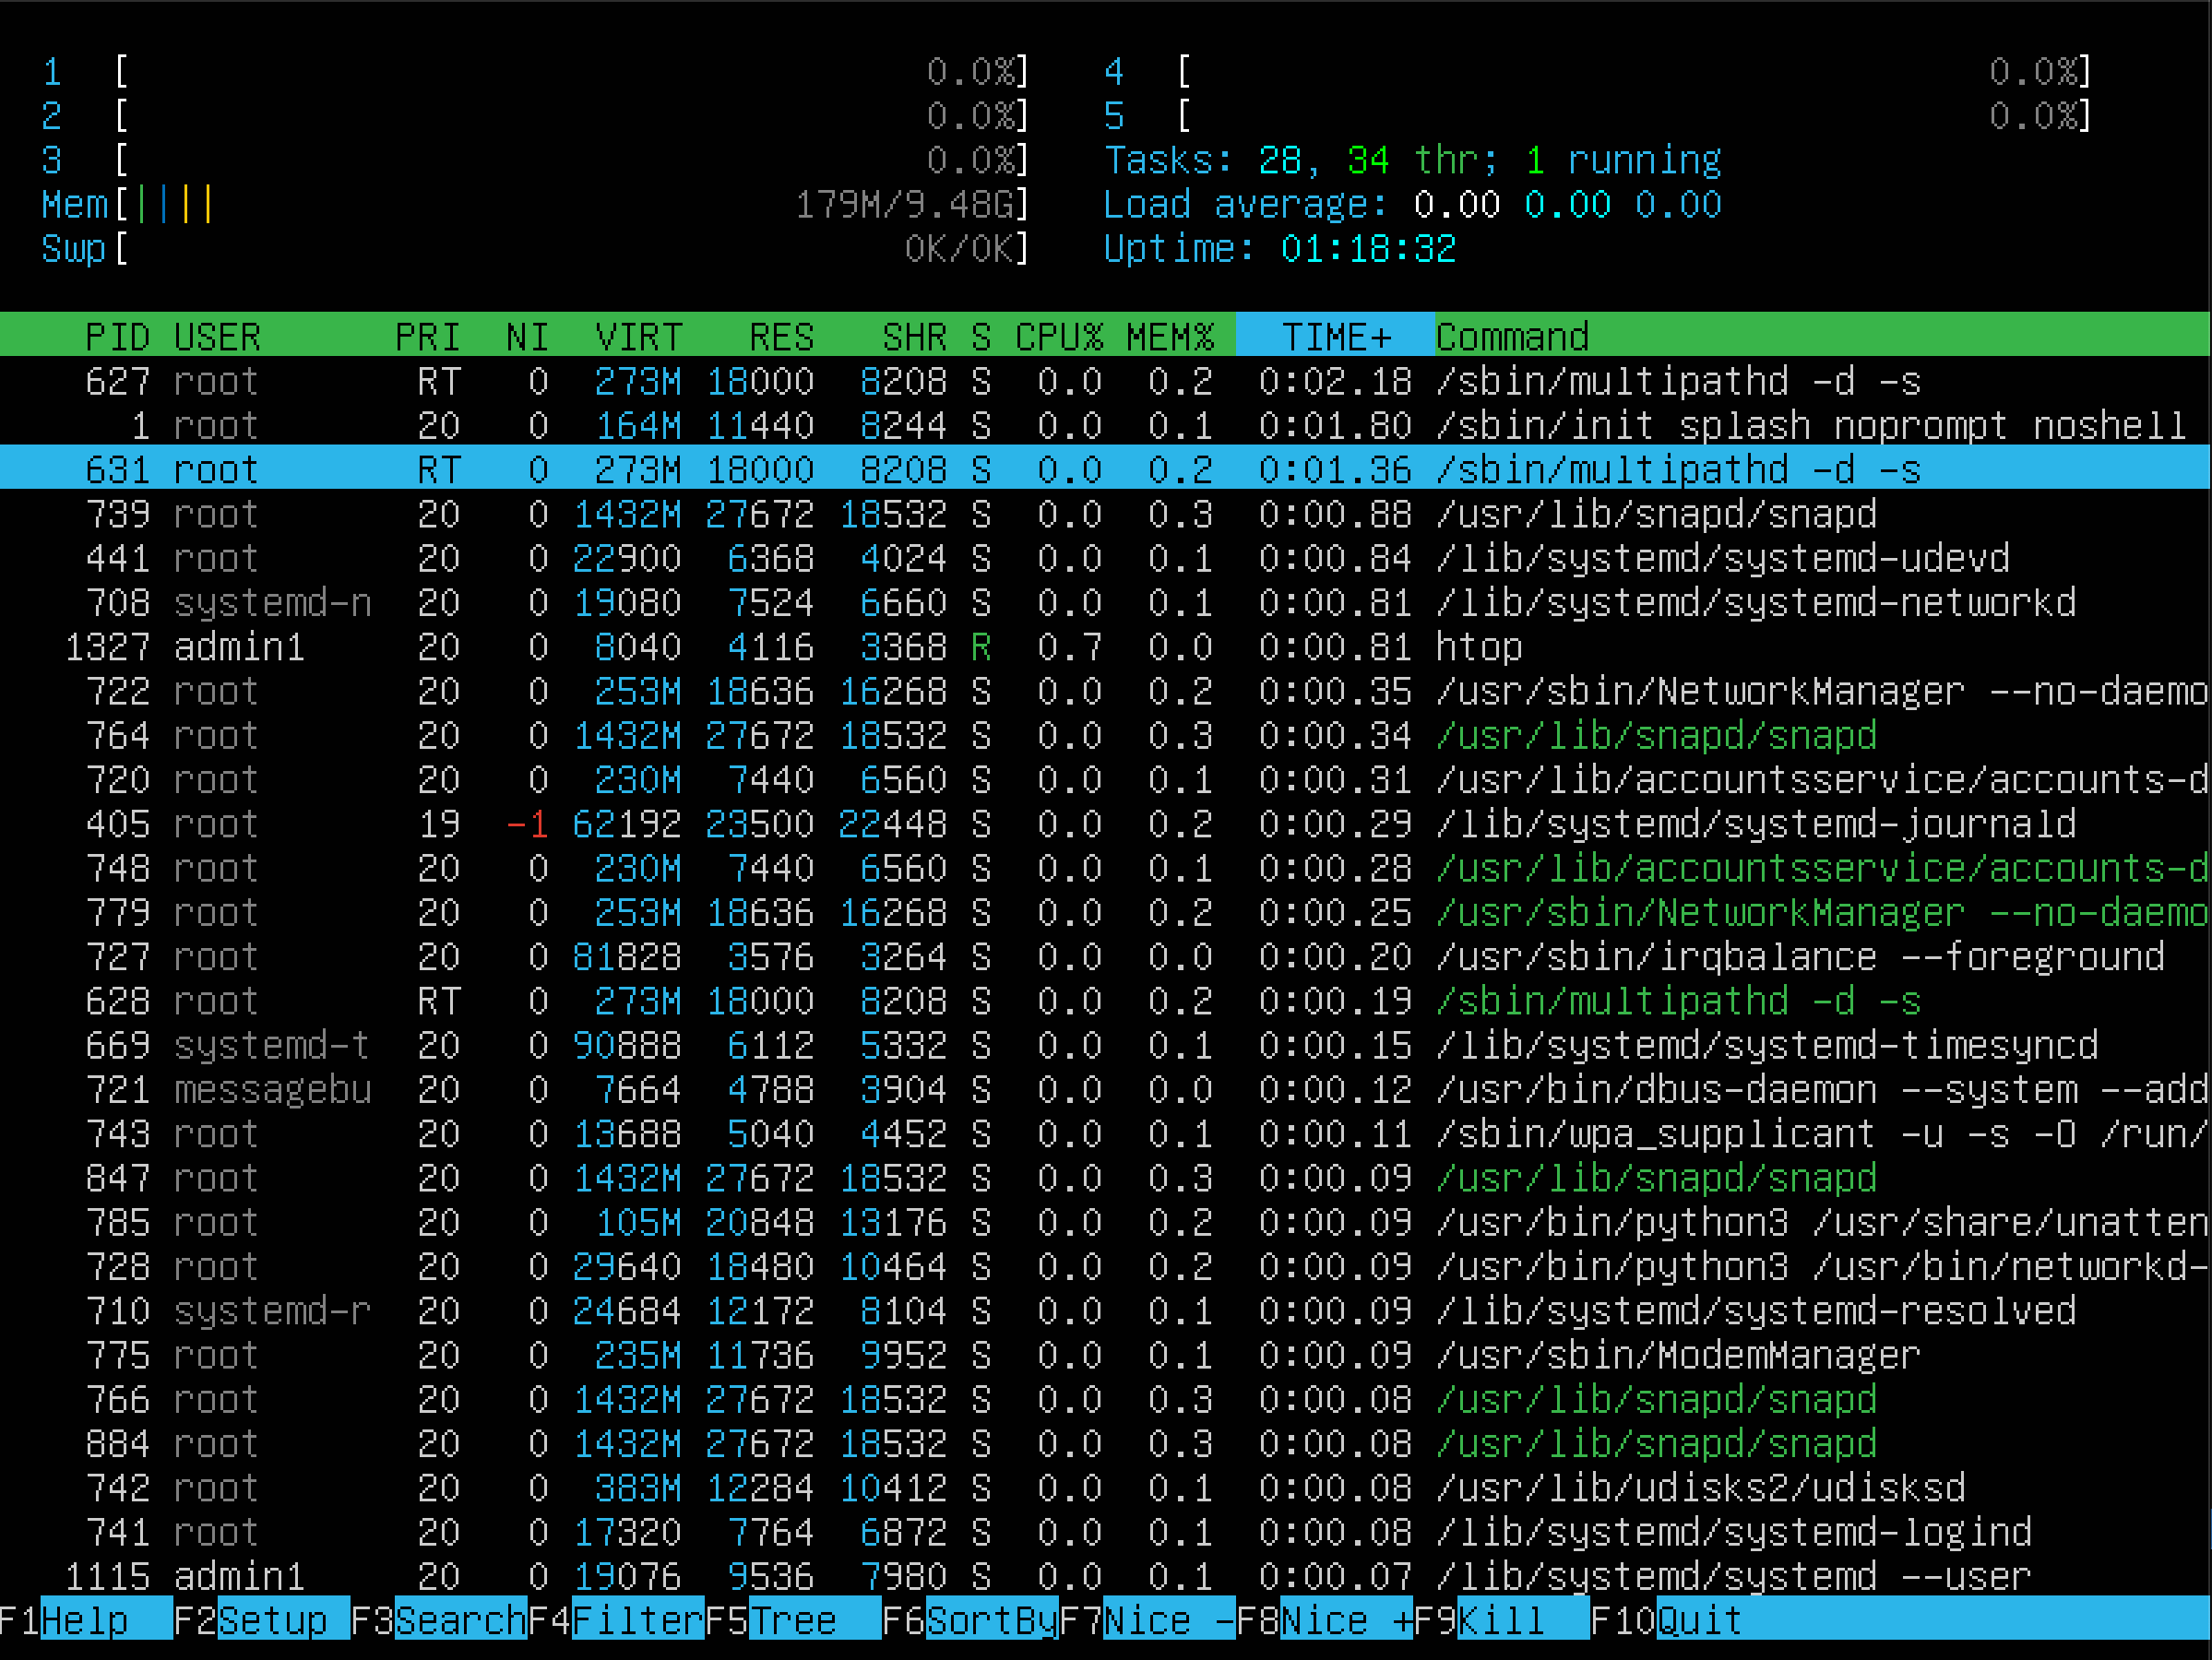 1 [ 0.0%] 4 [ 0.0%]
2 [ 0.0%] 5 [ 0.0%]
3 [ 0.0%] Tasks: 28, 34 thr; 1 running
Mem[|||| 179M/9.48G] Load average: 0.00 0.00 0.00
Swp[ 0K/0K] Uptime: 01:18:32
PID USER PRI NI VIRT RES SHR S CPU% MEM% TIME+ Command
627 root RT 0 273M 18000 8208 S 0.0 0.2 0:02.18 /sbin/multipathd -d -s
1 root 20 0 164M 11440 8244 S 0.0 0.1 0:01.80 /sbin/init splash noprompt noshell
631 root RT 0 273M 18000 8208 S 0.0 0.2 0:01.36 /sbin/multipathd -d -s
739 root 20 0 1432M 27672 18532 S 0.0 0.3 0:00.88 /usr/lib/snapd/snapd
441 root 20 0 22900 6368 4024 S 0.0 0.1 0:00.84 /lib/systemd/systemd-udevd
708 systemd-n 20 0 19080 7524 6660 S 0.0 0.1 0:00.81 /lib/systemd/systemd-networkd
1327 admin1 20 0 8040 4116 3368 R 0.7 0.0 0:00.81 htop
722 root 20 0 253M 18636 16268 S 0.0 0.2 0:00.35 /usr/sbin/NetworkManager --no-daemo
764 root 20 0 1432M 27672 18532 S 0.0 0.3 0:00.34 /usr/lib/snapd/snapd
720 root 20 0 230M 7440 6560 S 0.0 0.1 0:00.31 /usr/lib/accountsservice/accounts-d
405 root 19 -1 62192 23500 22448 S 0.0 0.2 0:00.29 /lib/systemd/systemd-journald
748 root 20 0 230M 7440 6560 S 0.0 0.1 0:00.28 /usr/lib/accountsservice/accounts-d
779 root 20 0 253M 18636 16268 S 0.0 0.2 0:00.25 /usr/sbin/NetworkManager --no-daemo
727 root 20 0 81828 3576 3264 S 0.0 0.0 0:00.20 /usr/sbin/irqbalance --foreground
628 root RT 0 273M 18000 8208 S 0.0 0.2 0:00.19 /sbin/multipathd -d -s
669 systemd-t 20 0 90888 6112 5332 S 0.0 0.1 0:00.15 /lib/systemd/systemd-timesyncd
721 messagebu 20 0 7664 4788 3904 S 0.0 0.0 0:00.12 /usr/bin/dbus-daemon --system --add
743 root 20 0 13688 5040 4452 S 0.0 0.1 0:00.11 /sbin/wpa_supplicant -u -s -O /run/
847 root 20 0 1432M 27672 18532 S 0.0 0.3 0:00.09 /usr/lib/snapd/snapd
785 root 20 0 105M 20848 13176 S 0.0 0.2 0:00.09 /usr/bin/python3 /usr/share/unatten
728 root 20 0 29640 18480 10464 S 0.0 0.2 0:00.09 /usr/bin/python3 /usr/bin/networkd-
710 systemd-r 20 0 24684 12172 8104 S 0.0 0.1 0:00.09 /lib/systemd/systemd-resolved
775 root 20 0 235M 11736 9952 S 0.0 0.1 0:00.09 /usr/sbin/ModemManager
766 root 20 0 1432M 27672 18532 S 0.0 0.3 0:00.08 /usr/lib/snapd/snapd
884 root 20 0 1432M 27672 18532 S 0.0 0.3 0:00.08 /usr/lib/snapd/snapd
742 root 20 0 383M 12284 10412 S 0.0 0.1 0:00.08 /usr/lib/udisks2/udisksd
741 root 20 0 17320 7764 6872 S 0.0 0.1 0:00.08 /lib/systemd/systemd-logind
1115 admin1 20 0 19076 9536 7980 S 0.0 0.1 0:00.07 /lib/systemd/systemd --user
F1Help F2Setup F3SearchF4FilterF5Tree F6SortByF7Nice -F8Nice +F9Kill F10Quit